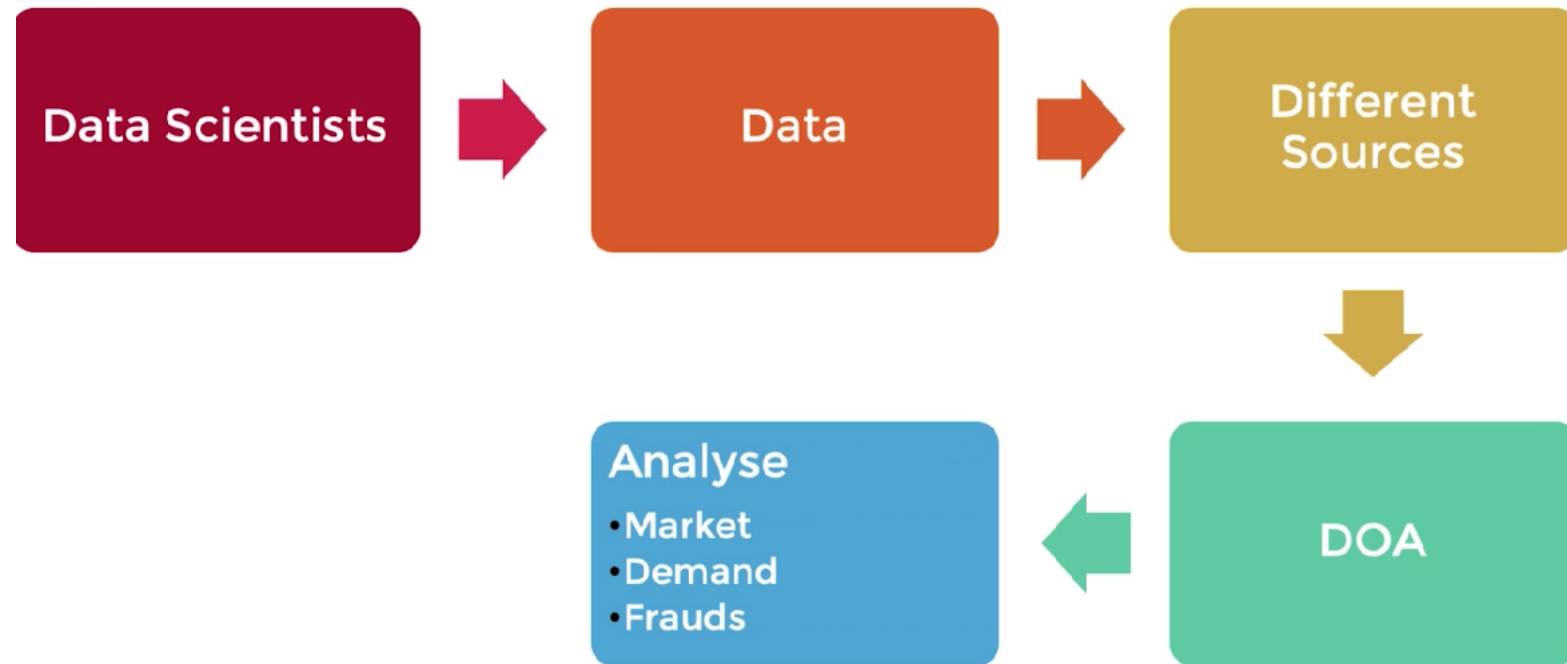 Data Scientists
Data
Different
Sources
DOA
Analyse
•Market
•Demand
•Frauds